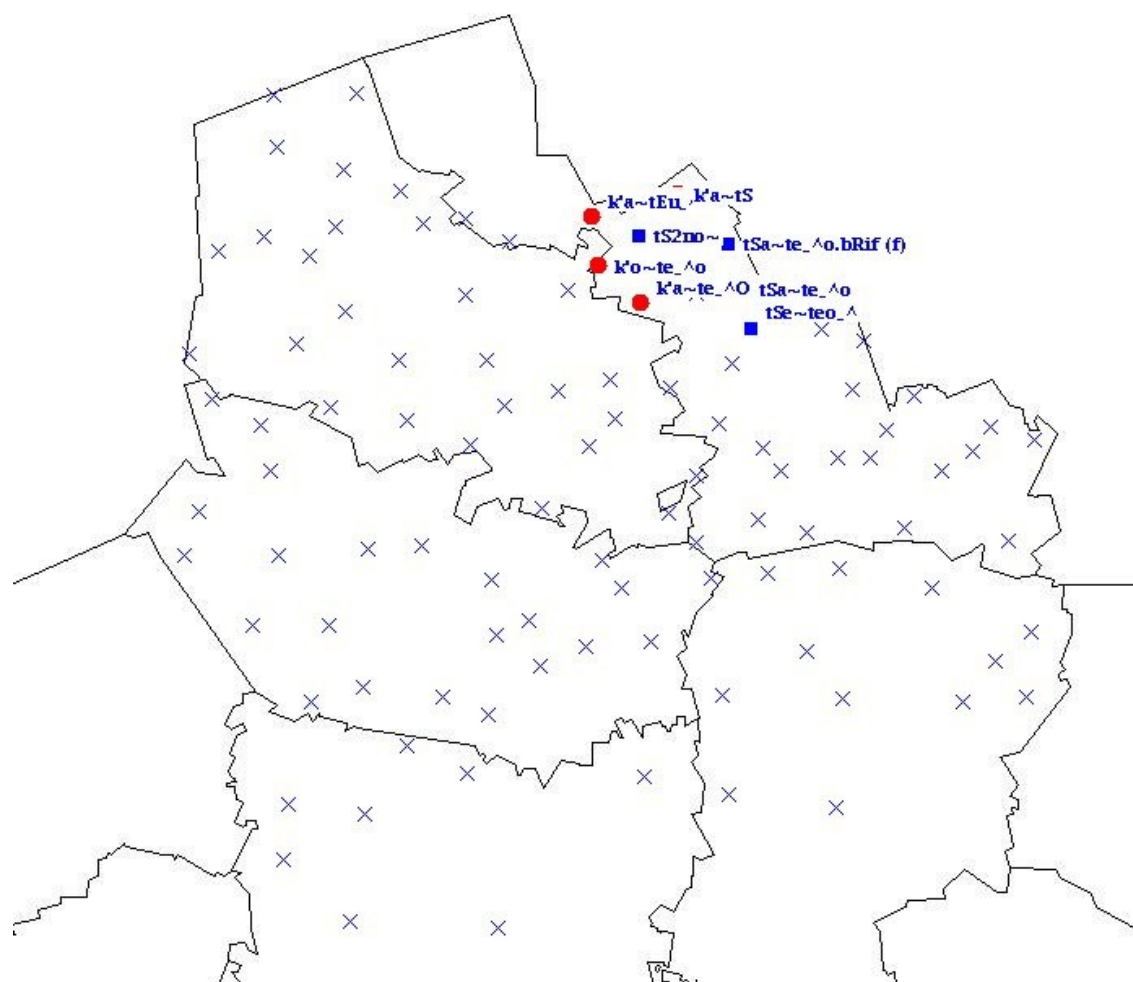 k'a~tEu_^
k'a~tS
tS2no~
tSa~te_^o.bRif (f)
k'o~te_^o
k'a~te_^O
tSa~te_^o
tSe~teo_^